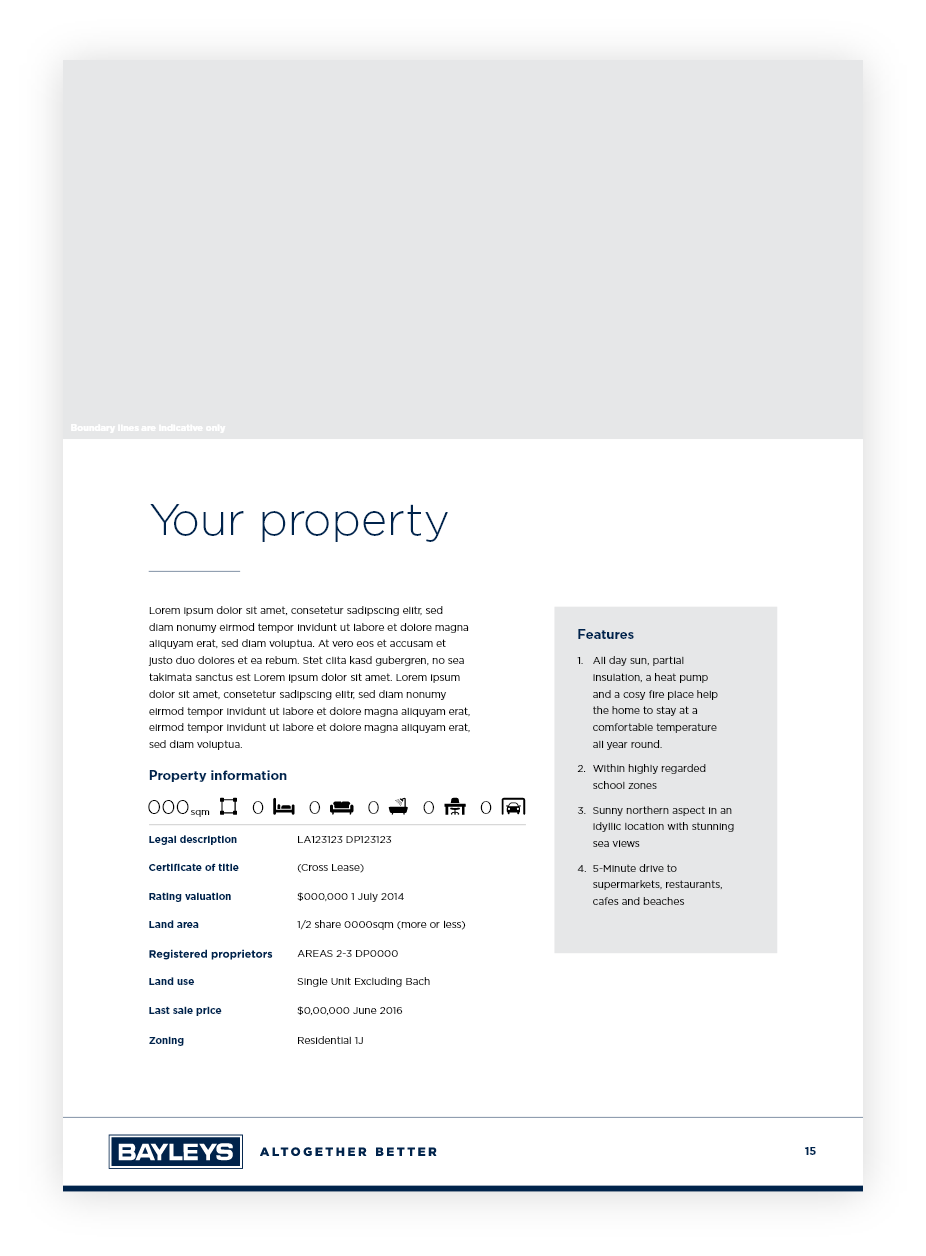 Boundary lines are indicative only
Your property
Lorem ipsum dolor sit amet, consetetur sadipscing elitr, sed
diam nonumy eirmod tempor invidunt ut labore et dolore magna
aliquyam erat, sed diam voluptua. At vero eos et accusam et
justo duo dolores et ea rebum. Stet clita kasd gubergren, no sea
takimata sanctus est Lorem ipsum dolor sit amet. Lorem ipsum
dolor sit amet, consetetur sadipscing elitr, sed diam nonumy
eirmod tempor invidunt ut labore et dolore magna aliquyam erat,
eirmod tempor invidunt ut labore et dolore magna aliquyam erat,
sed diam voluptua.
Property information
000sqm 0 0 0 0 0
Legal description LA123123 DP123123
Certificate of title (Cross Lease)
Rating valuation $000,000 1 July 2014
Land area 1/2 share 0000sqm (more or less)
Registered proprietors AREAS 2-3 DP0000
Land use Single Unit Excluding Bach
Last sale price $0,00,000 June 2016
Zoning Residential 1J
Features
1. All day sun, partial
insulation, a heat pump
and a cosy fire place help
the home to stay at a
comfortable temperature
all year round.
2. Within highly regarded
school zones
3. Sunny northern aspect in an
idyllic location with stunning
sea views
4. 5-Minute drive to
supermarkets, restaurants,
cafes and beaches
BAYLEYS ALTOGETHER BETTER 15